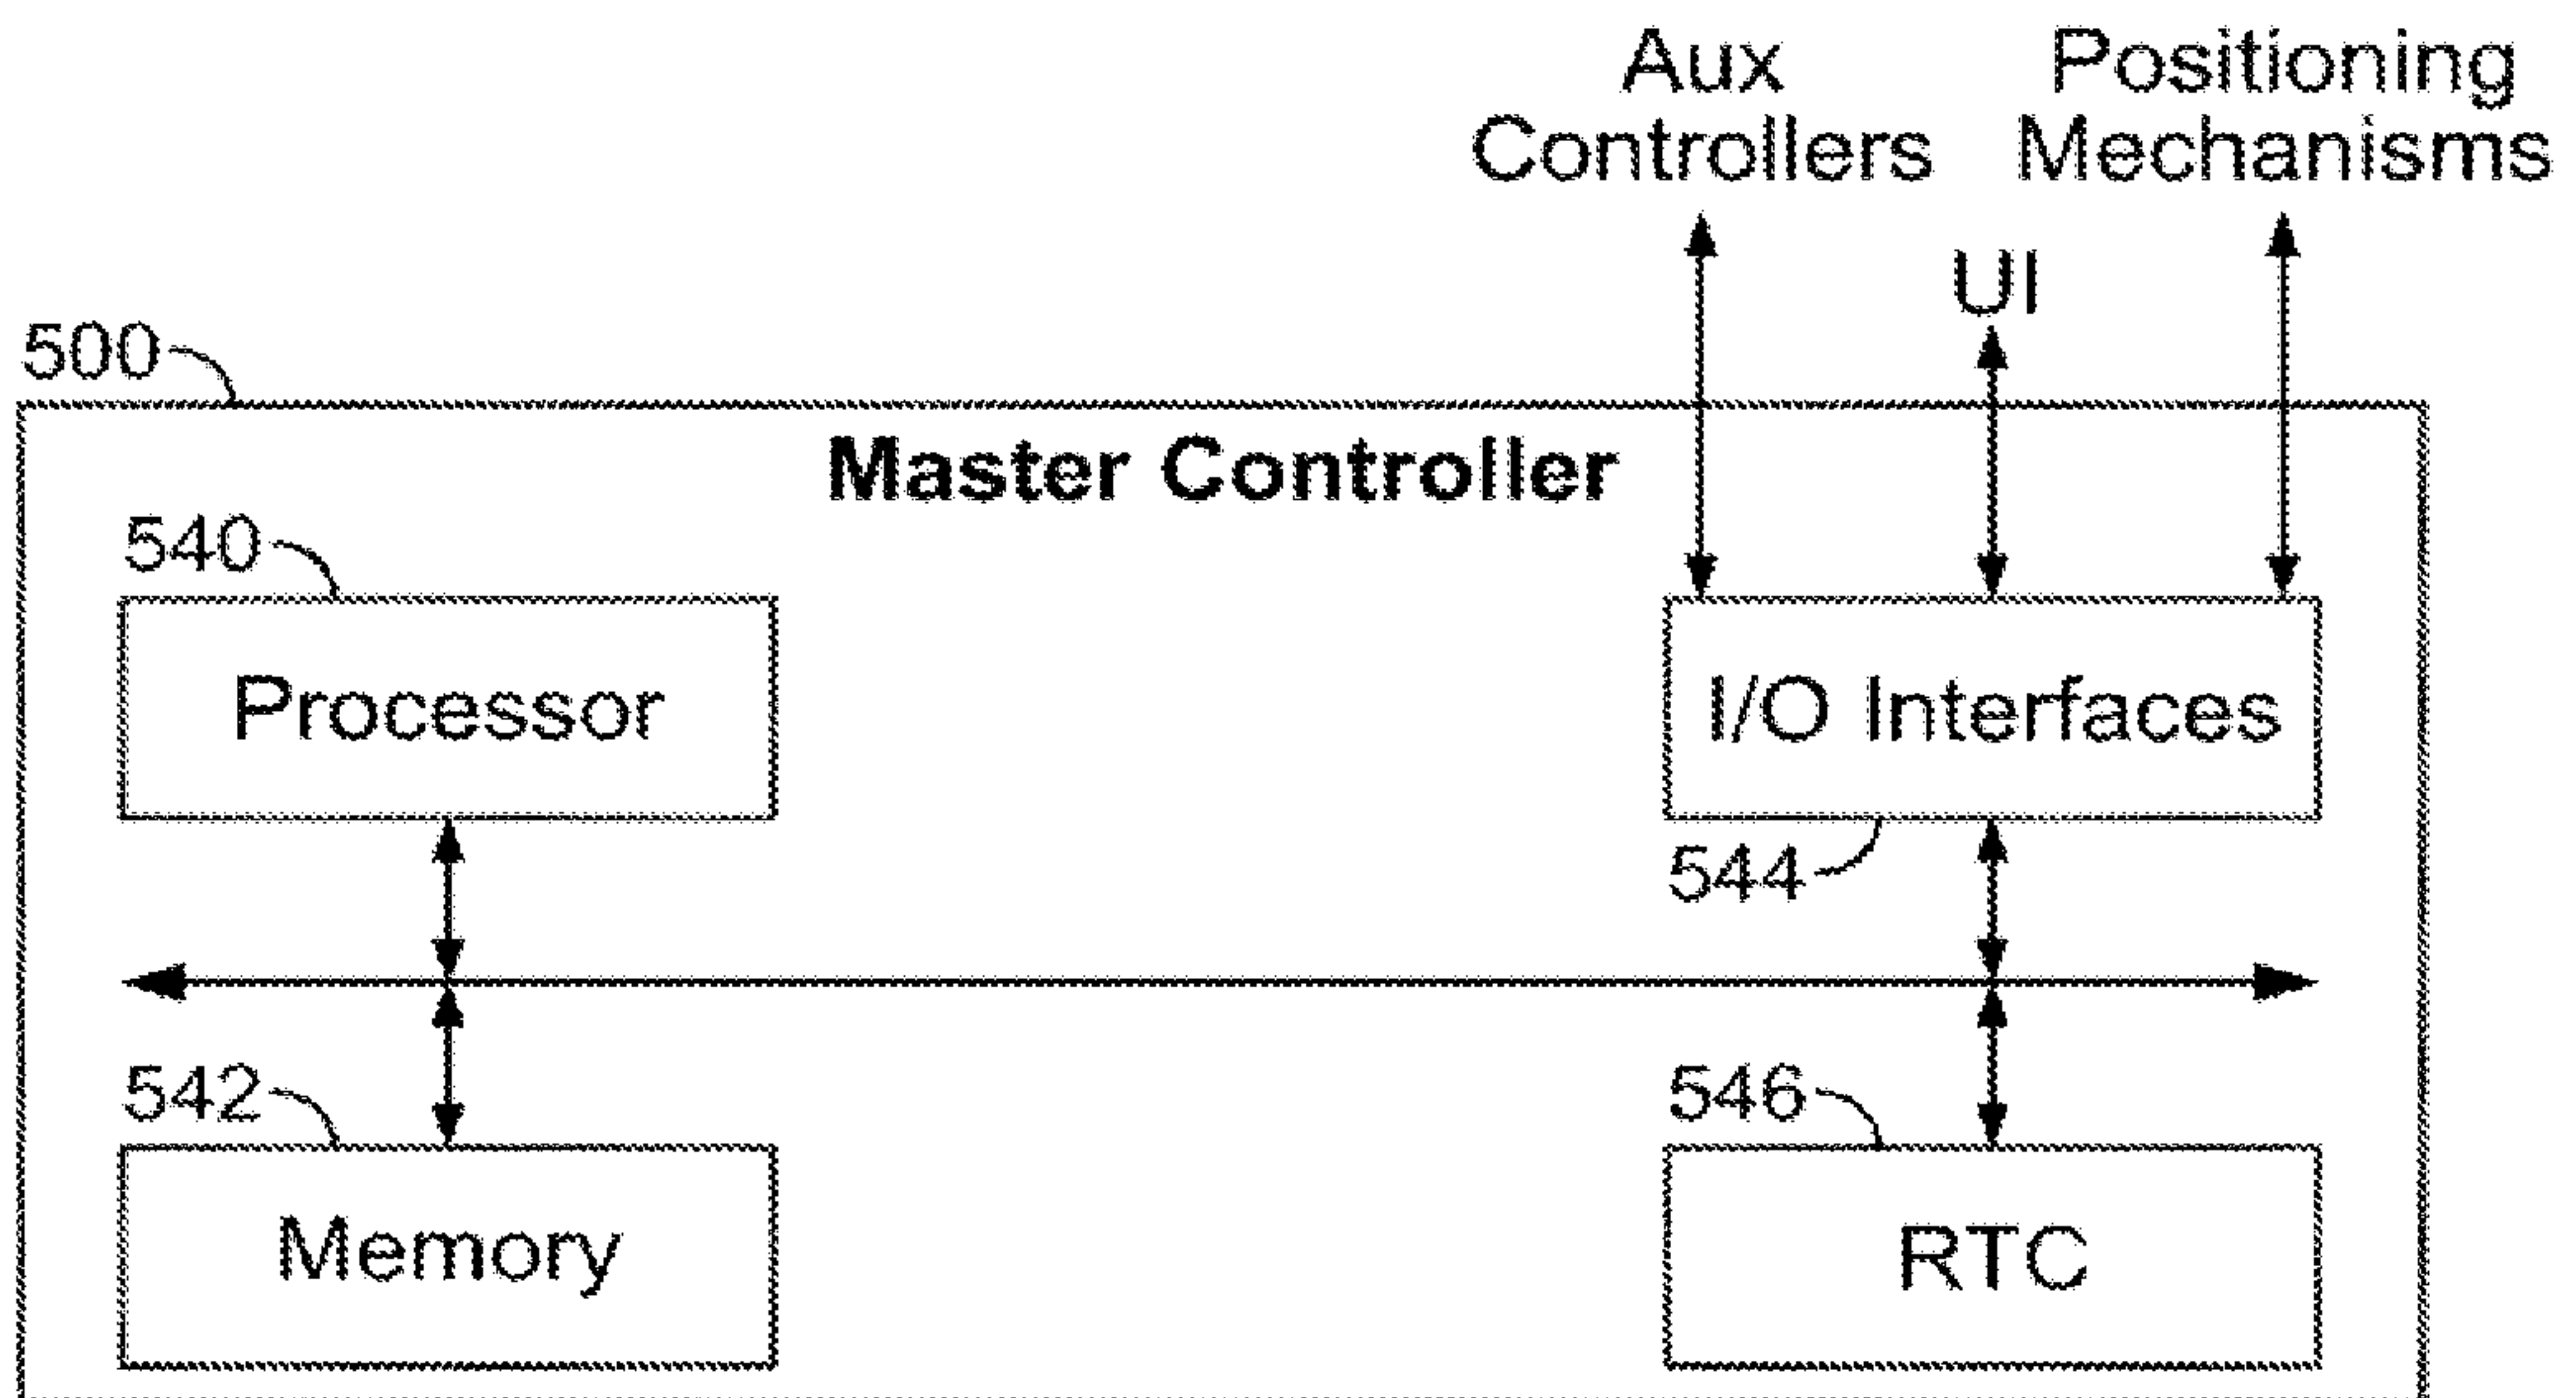 Aux
Controllers
Positioning
Mechanisms
UI
500
Master Controller
540
Processor
I/O Interfaces
544
542
Memory
546
RTC